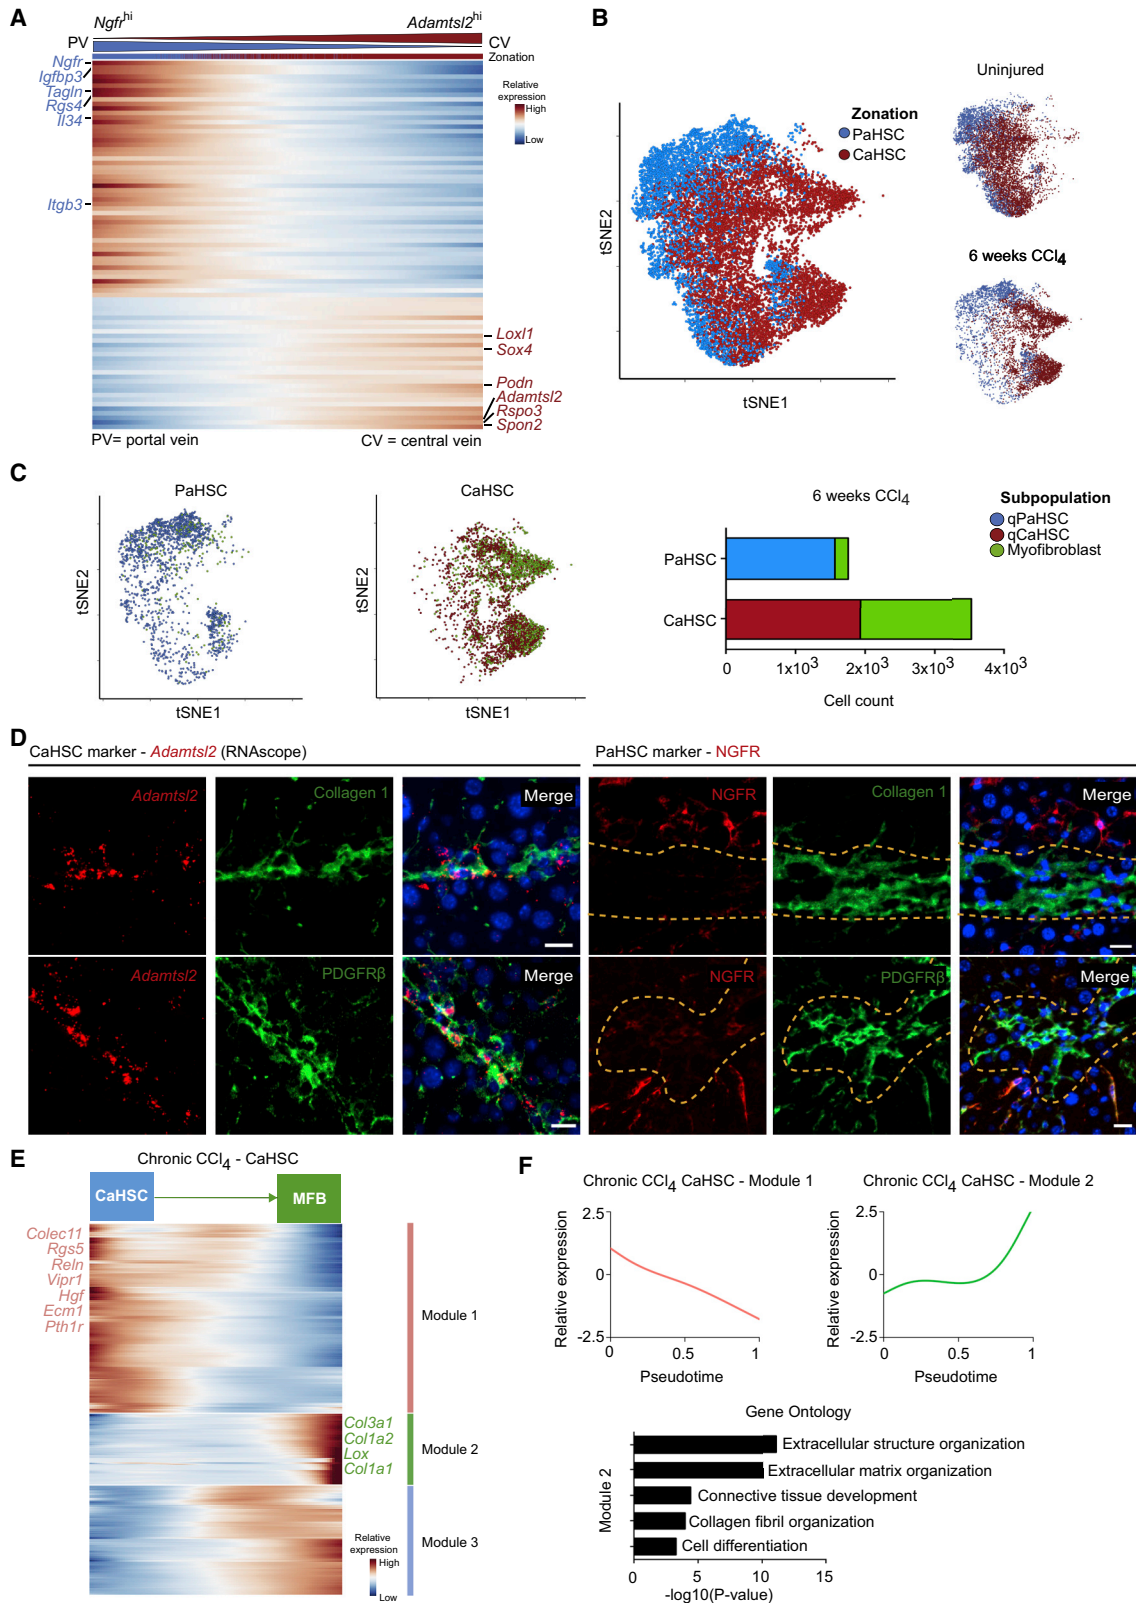 A
Ngfrhi
Adamtsl2hi
PV
CV
Zonation
Ngfr
Igfbp3
Tagln
Rgs4
Il34
Itgb3
Relative
expression
High
Low
Loxl1
Sox4
Podn
Adamtsl2
Rspo3
Spon2
PV= portal vein
CV = central vein
B
Zonation
PaHSC
CaHSC
tSNE2
tSNE1
Uninjured
6 weeks CCl4
C
PaHSC
tSNE2
tSNE1
CaHSC
tSNE2
tSNE1
6 weeks CCl4
Subpopulation
qPaHSC
qCaHSC
Myofibroblast
PaHSC
CaHSC
0 1x10³ 2x10³ 3x10³ 4x10³
Cell count
D
CaHSC marker - Adamtsl2 (RNAscope)
PaHSC marker - NGFR
Adamtsl2
Collagen 1
Merge
NGFR
Collagen 1
Merge
Adamtsl2
PDGFRβ
Merge
NGFR
PDGFRβ
Merge
E
Chronic CCl4 - CaHSC
CaHSC
MFB
Colec11
Rgs5
Reln
Vipr1
Hgf
Ecm1
Pth1r
Module 1
Col3a1
Col1a2
Lox
Col1a1
Module 2
Module 3
Relative
expression
High
Low
F
Chronic CCl4 CaHSC - Module 1
Relative expression
2.5
0
-2.5
0 0.5 1
Pseudotime
Chronic CCl4 CaHSC - Module 2
Relative expression
2.5
0
-2.5
0 0.5 1
Pseudotime
Gene Ontology
Module 2
Extracellular structure organization
Extracellular matrix organization
Connective tissue development
Collagen fibril organization
Cell differentiation
0 5 10 15
-log10(P-value)